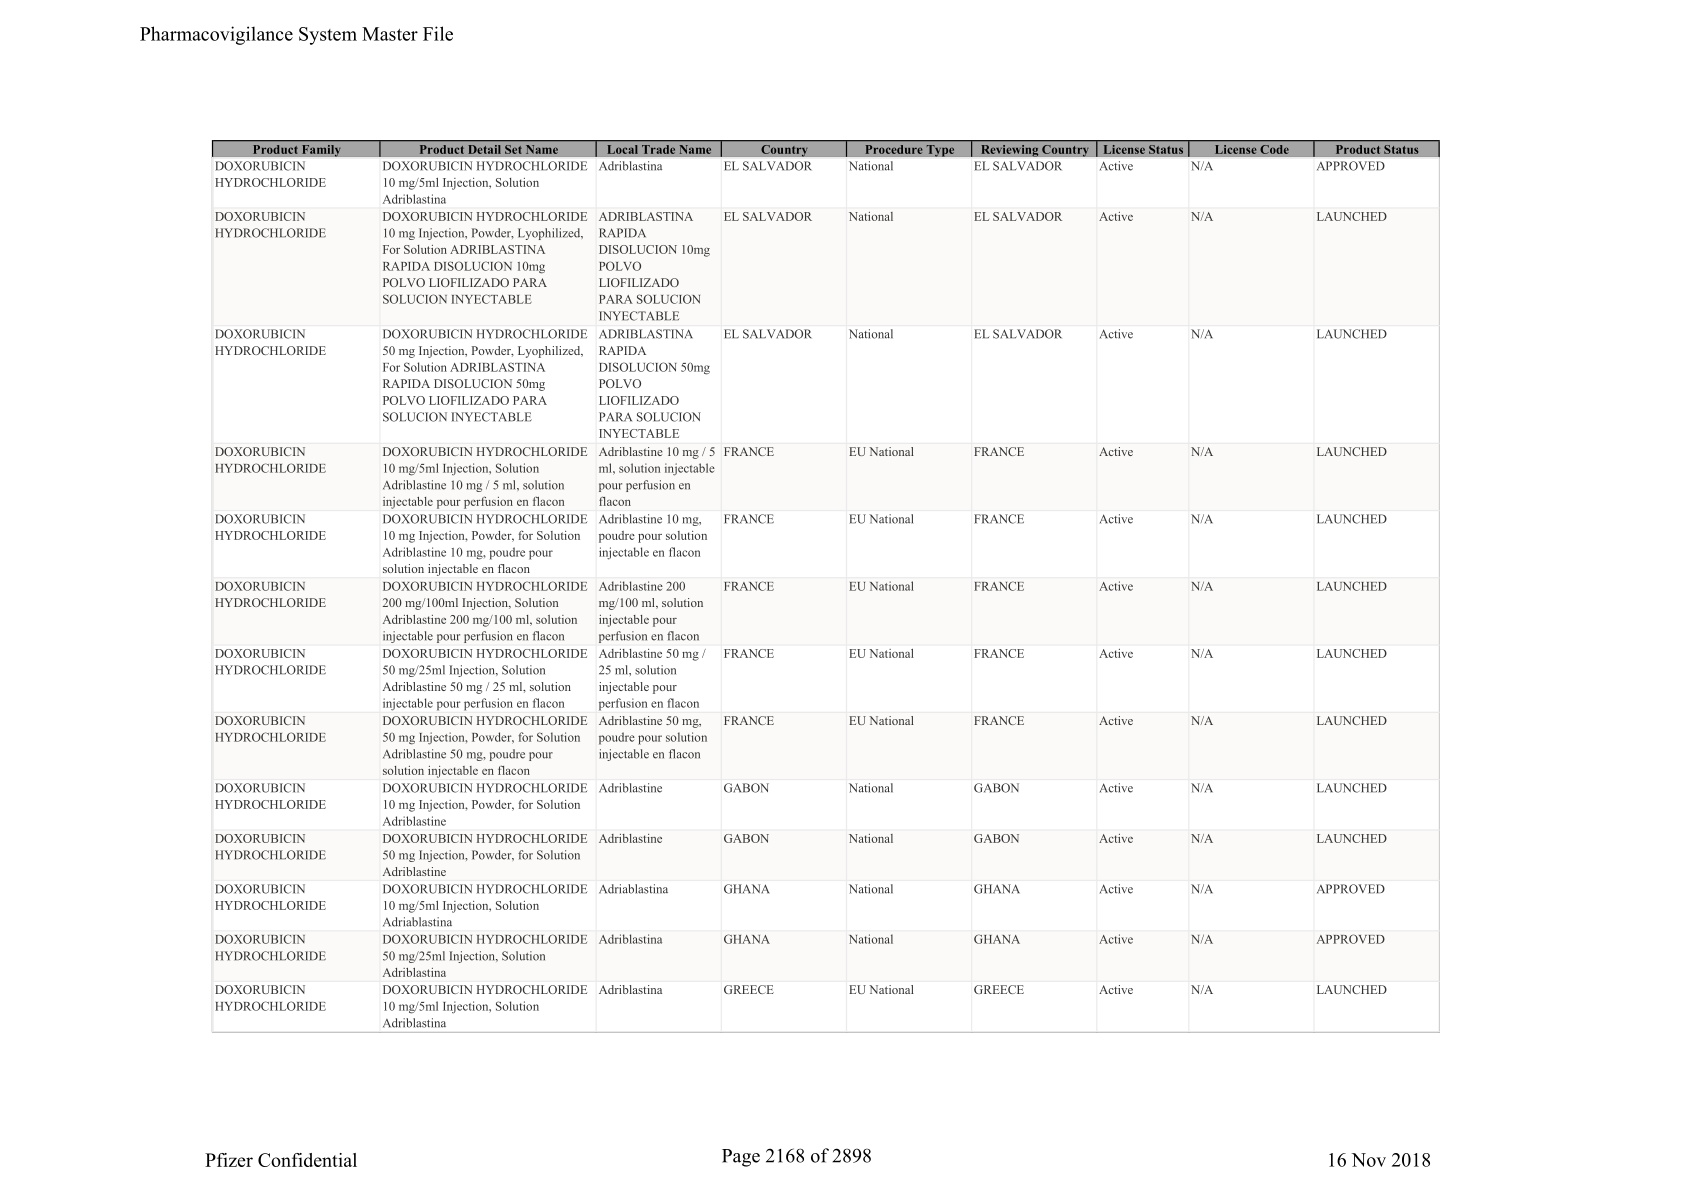 Pharmacovigilance System Master File
Product Family Product Detail Set Name Local Trade Name Country Procedure Type Reviewing Country License Status License Code Product Status
DOXORUBICIN DOXORUBICIN HYDROCHLORIDE Adriblastina EL SALVADOR National EL SALVADOR Active N/A APPROVED
HYDROCHLORIDE 10 mg/5ml Injection, Solution
Adriblastina
DOXORUBICIN DOXORUBICIN HYDROCHLORIDE ADRIBLASTINA EL SALVADOR National EL SALVADOR Active N/A LAUNCHED
HYDROCHLORIDE 10 mg Injection, Powder, Lyophilized, RAPIDA
For Solution ADRIBLASTINA DISOLUCION 10mg
RAPIDA DISOLUCION 10mg POLVO
POLVO LIOFILIZADO PARA LIOFILIZADO
SOLUCION INYECTABLE PARA SOLUCION
INYECTABLE
DOXORUBICIN DOXORUBICIN HYDROCHLORIDE ADRIBLASTINA EL SALVADOR National EL SALVADOR Active N/A LAUNCHED
HYDROCHLORIDE 50 mg Injection, Powder, Lyophilized, RAPIDA
For Solution ADRIBLASTINA DISOLUCION 50mg
RAPIDA DISOLUCION 50mg POLVO
POLVO LIOFILIZADO PARA LIOFILIZADO
SOLUCION INYECTABLE PARA SOLUCION
INYECTABLE
DOXORUBICIN DOXORUBICIN HYDROCHLORIDE Adriblastine 10 mg / 5 FRANCE EU National FRANCE Active N/A LAUNCHED
HYDROCHLORIDE 10 mg/5ml Injection, Solution ml, solution injectable
Adriblastine 10 mg / 5 ml, solution pour perfusion en
injectable pour perfusion en flacon flacon
DOXORUBICIN DOXORUBICIN HYDROCHLORIDE Adriblastine 10 mg, FRANCE EU National FRANCE Active N/A LAUNCHED
HYDROCHLORIDE 10 mg Injection, Powder, for Solution poudre pour solution
Adriblastine 10 mg, poudre pour injectable en flacon
solution injectable en flacon
DOXORUBICIN DOXORUBICIN HYDROCHLORIDE Adriblastine 200 FRANCE EU National FRANCE Active N/A LAUNCHED
HYDROCHLORIDE 200 mg/100ml Injection, Solution mg/100 ml, solution
Adriblastine 200 mg/100 ml, solution injectable pour
injectable pour perfusion en flacon perfusion en flacon
DOXORUBICIN DOXORUBICIN HYDROCHLORIDE Adriblastine 50 mg / FRANCE EU National FRANCE Active N/A LAUNCHED
HYDROCHLORIDE 50 mg/25ml Injection, Solution 25 ml, solution
Adriblastine 50 mg / 25 ml, solution injectable pour
injectable pour perfusion en flacon perfusion en flacon
DOXORUBICIN DOXORUBICIN HYDROCHLORIDE Adriblastine 50 mg, FRANCE EU National FRANCE Active N/A LAUNCHED
HYDROCHLORIDE 50 mg Injection, Powder, for Solution poudre pour solution
Adriblastine 50 mg, poudre pour injectable en flacon
solution injectable en flacon
DOXORUBICIN DOXORUBICIN HYDROCHLORIDE Adriblastine GABON National GABON Active N/A LAUNCHED
HYDROCHLORIDE 10 mg Injection, Powder, for Solution
Adriblastine
DOXORUBICIN DOXORUBICIN HYDROCHLORIDE Adriblastine GABON National GABON Active N/A LAUNCHED
HYDROCHLORIDE 50 mg Injection, Powder, for Solution
Adriblastine
DOXORUBICIN DOXORUBICIN HYDROCHLORIDE Adriablastina GHANA National GHANA Active N/A APPROVED
HYDROCHLORIDE 10 mg/5ml Injection, Solution
Adriablastina
DOXORUBICIN DOXORUBICIN HYDROCHLORIDE Adriblastina GHANA National GHANA Active N/A APPROVED
HYDROCHLORIDE 50 mg/25ml Injection, Solution
Adriblastina
DOXORUBICIN DOXORUBICIN HYDROCHLORIDE Adriblastina GREECE EU National GREECE Active N/A LAUNCHED
HYDROCHLORIDE 10 mg/5ml Injection, Solution
Adriblastina
Pfizer Confidential Page 2168 of 2898 16 Nov 2018